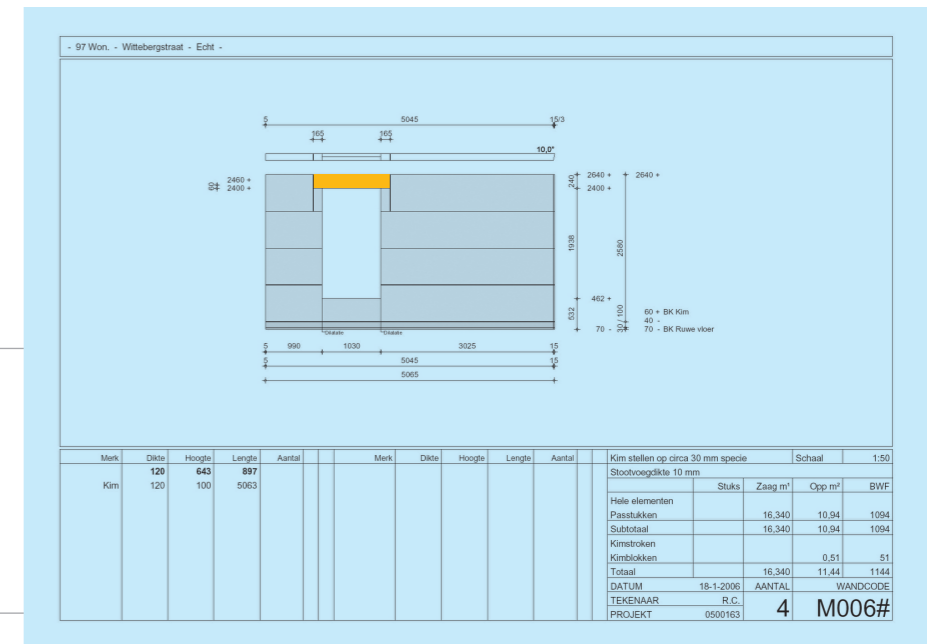 - 97 Won. - Wittebergstraat - Echt -
5 5045 15/3
165 165
10,0°
60 2460 + 240 2640 + 2640 +
2400 + 2400 +
1938 2580
462 +
532 30 / 100 60 + BK Kim
40 -
70 - 70 - BK Ruwe vloer
Dilatatie Dilatatie
5 990 1030 3025 15
5 5045 15
5065
Merk Dikte Hoogte Lengte Aantal Merk Dikte Hoogte Lengte Aantal
120 643 897
Kim 120 100 5063
Kim stellen op circa 30 mm specie Schaal 1:50
Stootvoegdikte 10 mm
Stuks Zaag m¹ Opp m² BWF
Hele elementen
Passtukken 16,340 10,94 1094
Subtotaal 16,340 10,94 1094
Kimstroken
Kimblokken 0,51 51
Totaal 16,340 11,44 1144
DATUM 18-1-2006 AANTAL WANDCODE
TEKENAAR R.C. 4 M006#
PROJEKT 0500163